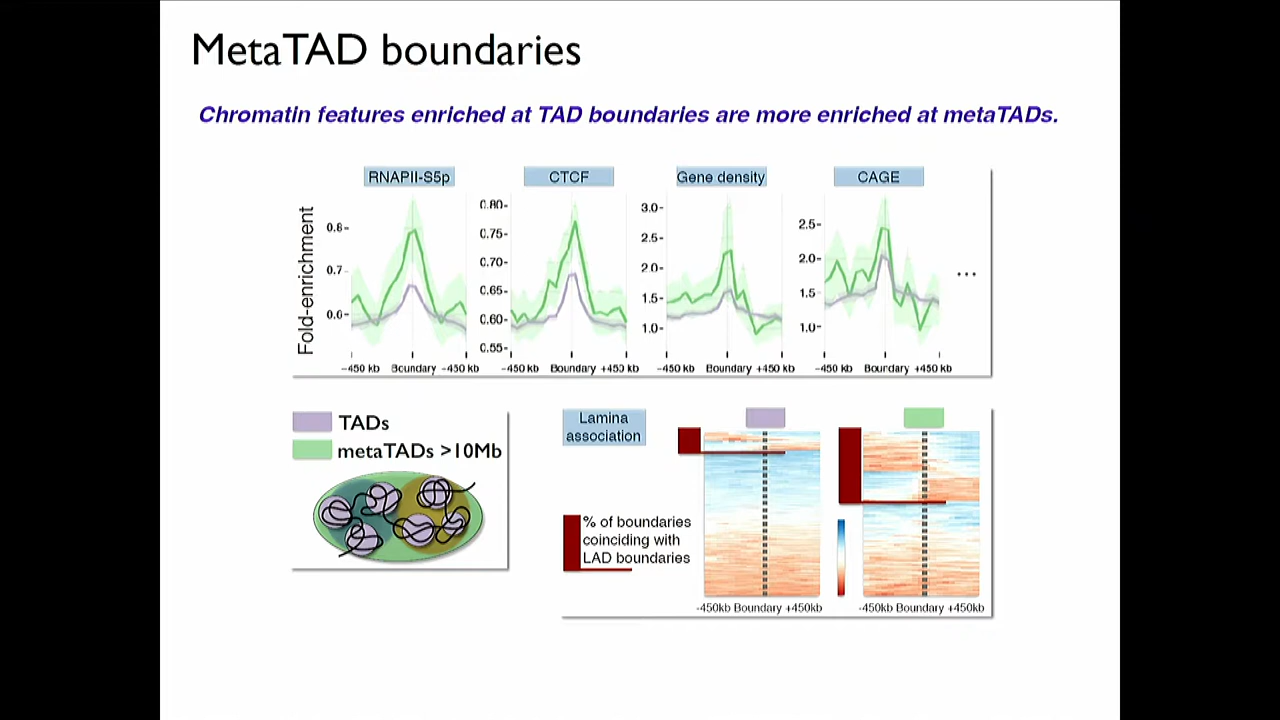 MetaTAD boundaries
Chromatin features enriched at TAD boundaries are more enriched at metaTADs.
RNAPII-S5p
CTCF
Gene density
CAGE
Fold-enrichment
0.8-
0.7-
0.6-
-450 kb Boundary -450 kb
0.80-
0.75-
0.70-
0.65-
0.60-
0.55-
-450 kb Boundary +450 kb
3.0-
2.5-
2.0-
1.5-
1.0-
-450 kb Boundary +450 kb
2.5-
2.0-
1.5-
1.0-
-450 kb Boundary +450 kb
...
TADs
metaTADs >10Mb
Lamina
association
% of boundaries
coinciding with
LAD boundaries
-450kb Boundary +450kb
-450kb Boundary +450kb